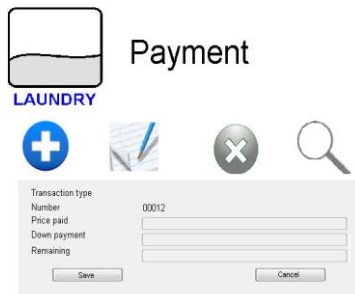 Payment
LAUNDRY
Transaction type
Number 00012
Price paid
Down payment
Remaining
Save Cancel